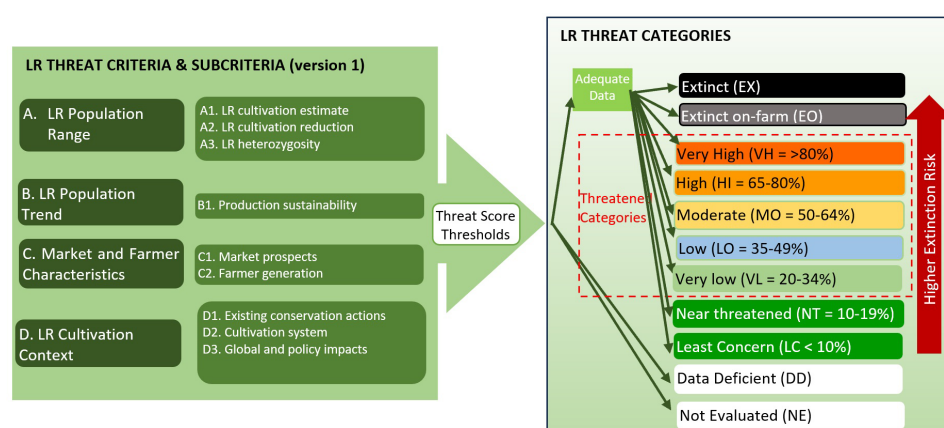 LR THREAT CRITERIA & SUBCRITERIA (version 1)
A. LR Population
Range
A1. LR cultivation estimate
A2. LR cultivation reduction
A3. LR heterozygosity
B. LR Population
Trend
B1. Production sustainability
C. Market and Farmer
Characteristics
C1. Market prospects
C2. Farmer generation
D. LR Cultivation
Context
D1. Existing conservation actions
D2. Cultivation system
D3. Global and policy impacts
Threat Score
Thresholds
LR THREAT CATEGORIES
Adequate
Data
Extinct (EX)
Extinct on-farm (EO)
Threatened
Categories
Very High (VH = >80%)
High (HI = 65-80%)
Moderate (MO = 50-64%)
Low (LO = 35-49%)
Very low (VL = 20-34%)
Near threatened (NT = 10-19%)
Least Concern (LC < 10%)
Data Deficient (DD)
Not Evaluated (NE)
Higher Extinction Risk